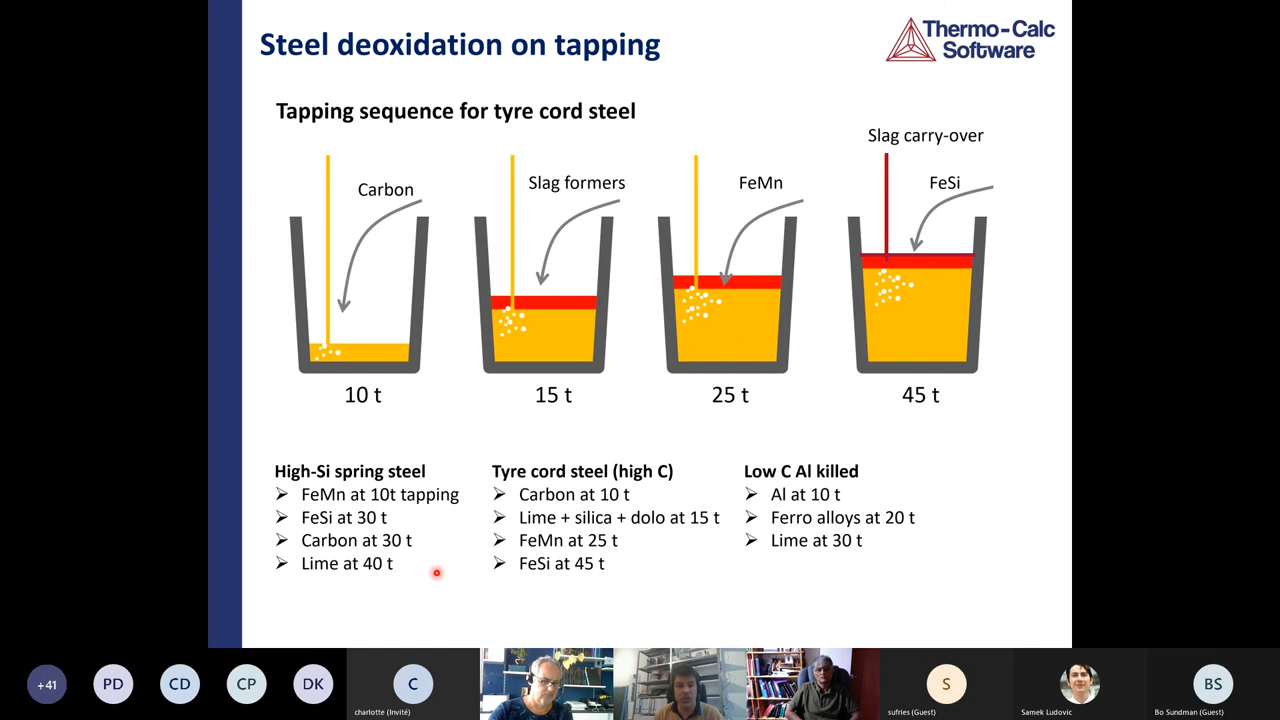 Steel deoxidation on tapping
Thermo-Calc
Software
Tapping sequence for tyre cord steel
Slag carry-over
Carbon
Slag formers
FeMn
FeSi
10 t
15 t
25 t
45 t
High-Si spring steel
FeMn at 10t tapping
FeSi at 30 t
Carbon at 30 t
Lime at 40 t
Tyre cord steel (high C)
Carbon at 10 t
Lime + silica + dolo at 15 t
FeMn at 25 t
FeSi at 45 t
Low C Al killed
Al at 10 t
Ferro alloys at 20 t
Lime at 30 t
+41
PD
CD
CP
DK
C
charlotte (Invité)
S
sufries (Guest)
Samek Ludovic
BS
Bo Sundman (Guest)